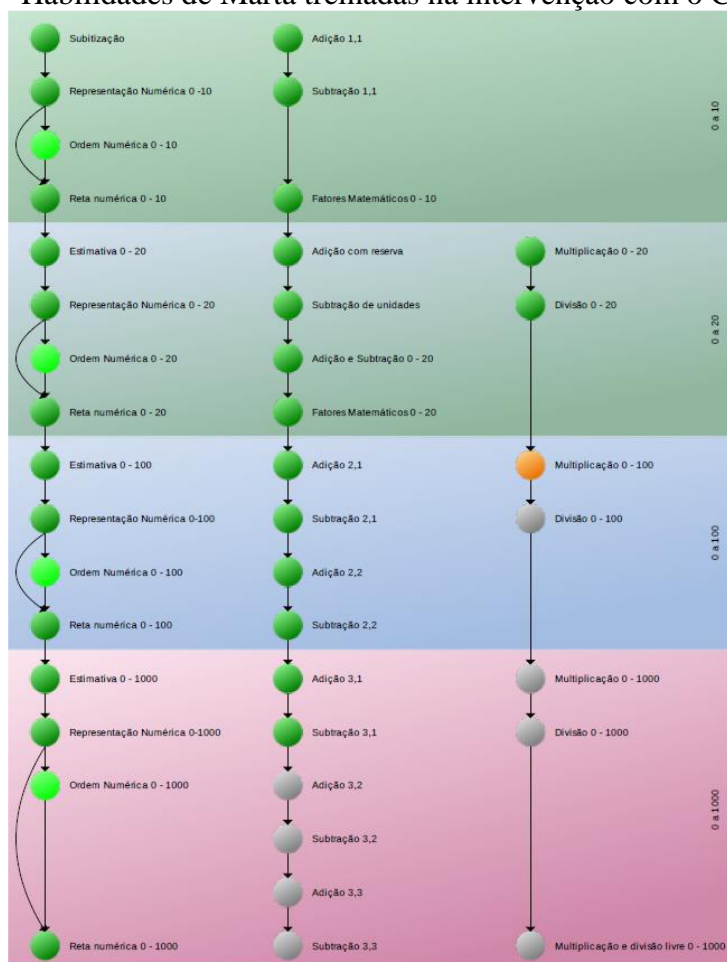 Habilidades de Marta treinadas na intervenção com o C
Subitização
Adição 1,1
Representação Numérica 0 -10
Subtração 1,1
Ordem Numérica 0 - 10
Reta numérica 0 - 10
Fatores Matemáticos 0 - 10
0 a 10
Estimativa 0 - 20
Adição com reserva
Multiplicação 0 - 20
Representação Numérica 0 - 20
Subtração de unidades
Divisão 0 - 20
Ordem Numérica 0 - 20
Adição e Subtração 0 - 20
Reta numérica 0 - 20
Fatores Matemáticos 0 - 20
0 a 20
Estimativa 0 - 100
Adição 2,1
Multiplicação 0 - 100
Representação Numérica 0-100
Subtração 2,1
Divisão 0 - 100
Ordem Numérica 0 - 100
Adição 2,2
Reta numérica 0 - 100
Subtração 2,2
0 a 100
Estimativa 0 - 1000
Adição 3,1
Multiplicação 0 - 1000
Representação Numérica 0-1000
Subtração 3,1
Divisão 0 - 1000
Ordem Numérica 0 - 1000
Adição 3,2
Subtração 3,2
Adição 3,3
Reta numérica 0 - 1000
Subtração 3,3
Multiplicação e divisão livre 0 - 1000
0 a 1000